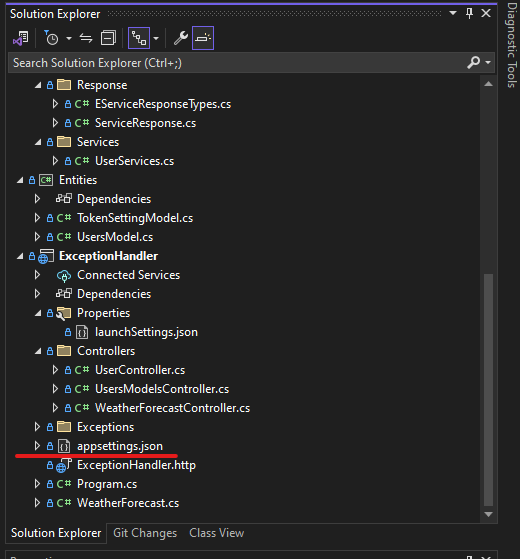 Solution Explorer
Search Solution Explorer (Ctrl+;)
Response
C# EServiceResponseTypes.cs
C# ServiceResponse.cs
Services
C# UserServices.cs
C# Entities
Dependencies
C# TokenSettingModel.cs
C# UsersModel.cs
ExceptionHandler
Connected Services
Dependencies
Properties
launchSettings.json
Controllers
C# UserController.cs
C# UsersModelsController.cs
C# WeatherForecastController.cs
Exceptions
appsettings.json
ExceptionHandler.http
C# Program.cs
C# WeatherForecast.cs
Solution Explorer Git Changes Class View
Diagnostic Tools